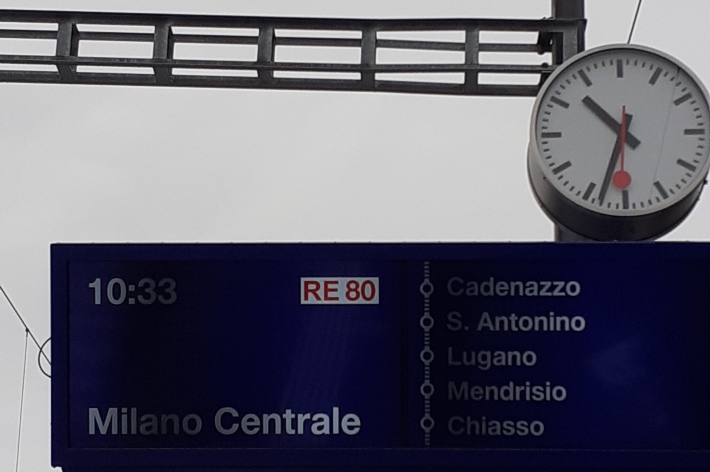 10:33
RE 80
Milano Centrale
Cadenazzo
S. Antonino
Lugano
Mendrisio
Chiasso